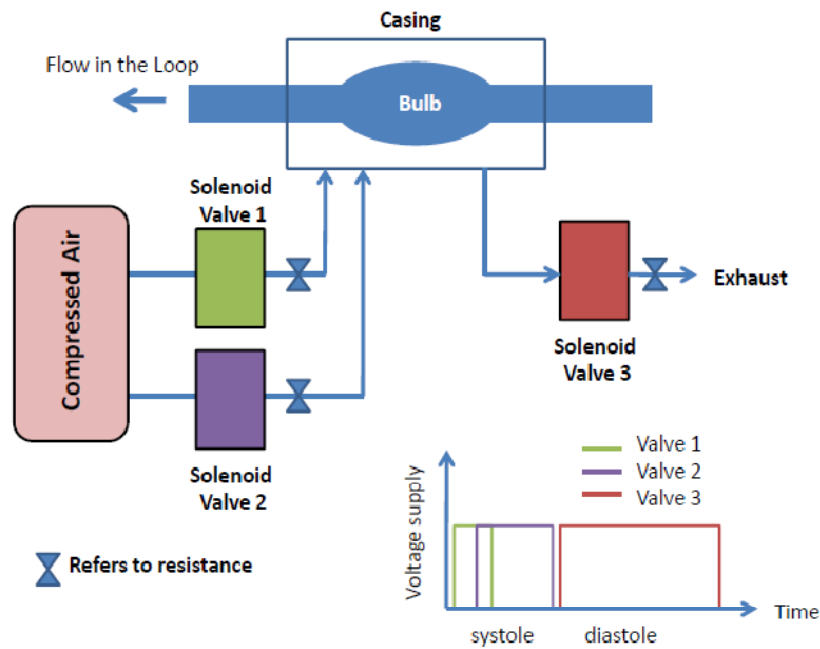 Casing
Flow in the Loop
Bulb
Solenoid
Valve 1
Compressed Air
Exhaust
Solenoid
Valve 3
Solenoid
Valve 2
Valve 1
Valve 2
Valve 3
Voltage supply
Refers to resistance
Time
systole
diastole